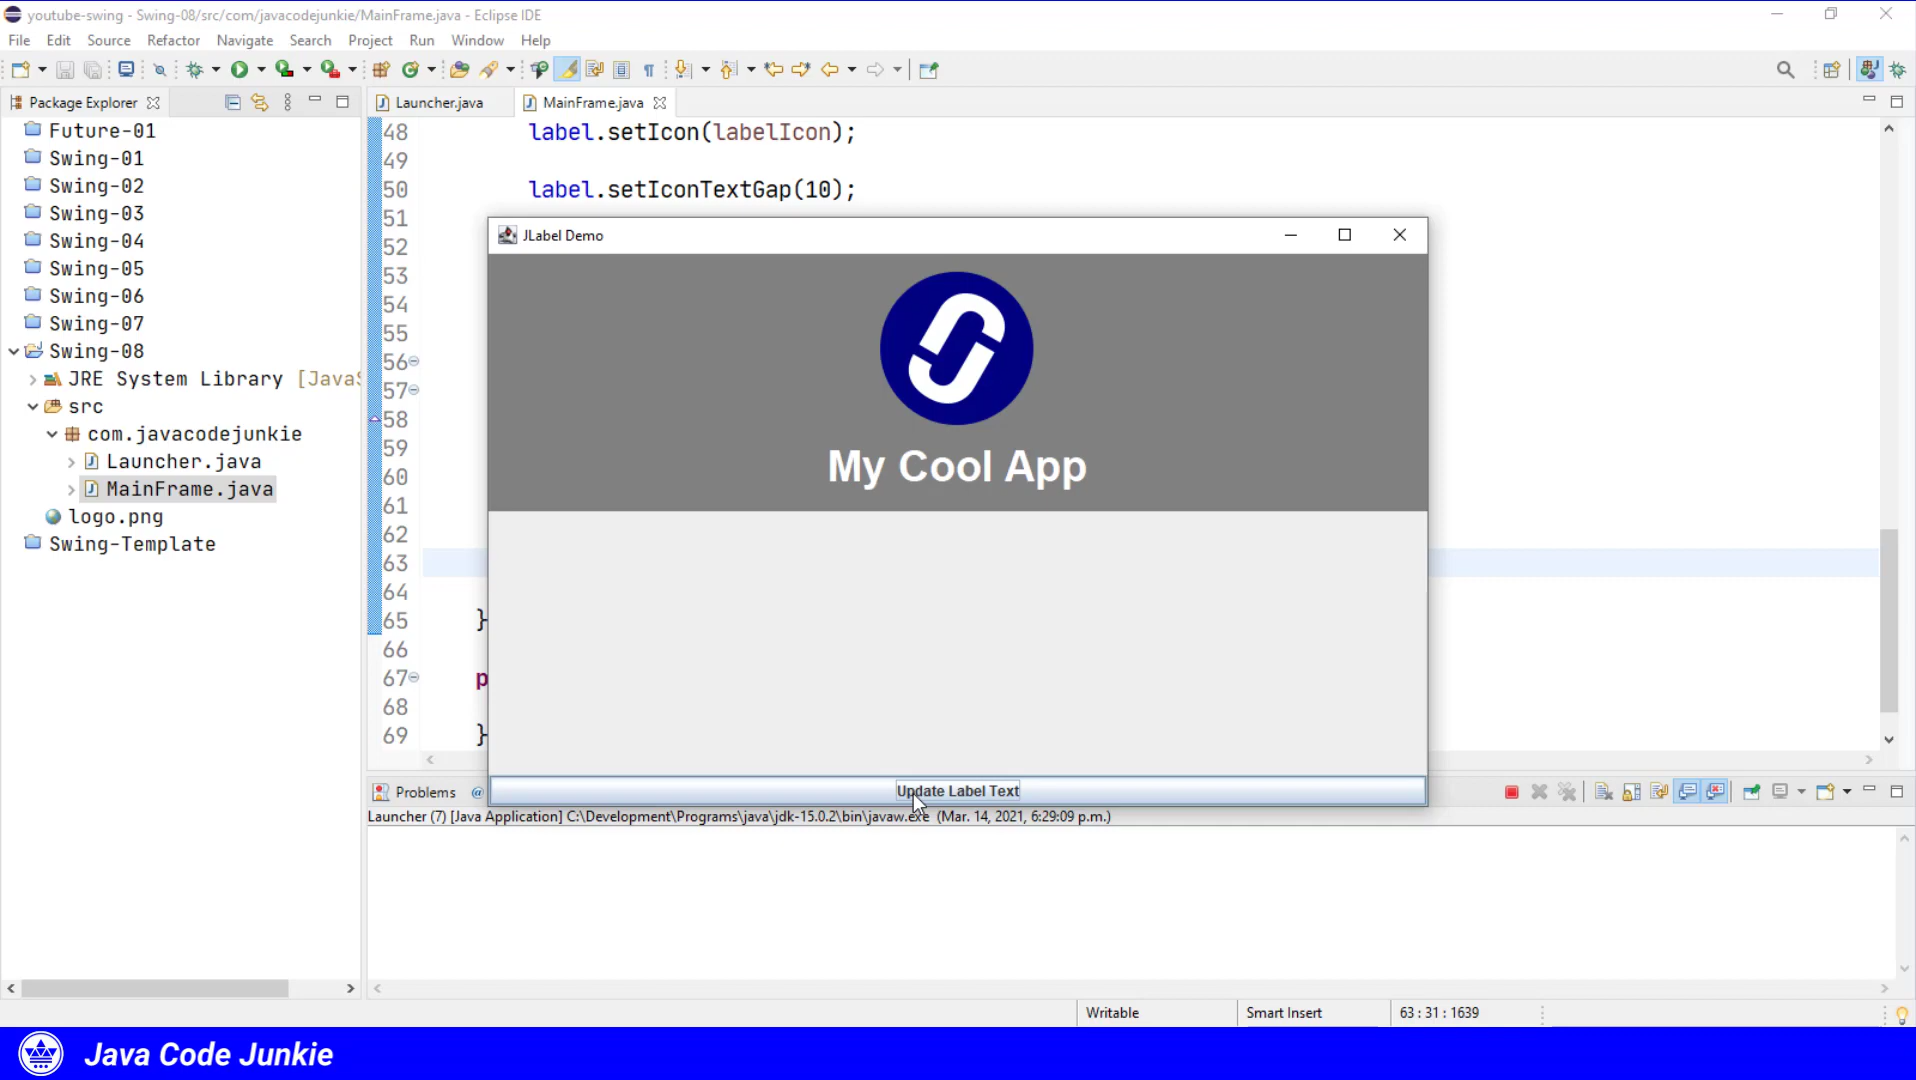 youtube-swing - Swing-08/src/com/javacodejunkie/MainFrame.java - Eclipse IDE
File Edit Source Refactor Navigate Search Project Run Window Help
Package Explorer
Launcher.java
MainFrame.java
Future-01
Swing-01
Swing-02
Swing-03
Swing-04
Swing-05
Swing-06
Swing-07
Swing-08
JRE System Library [JavaS
src
com.javacodejunkie
Launcher.java
MainFrame.java
logo.png
Swing-Template
48 label.setIcon(labelIcon);
49
50 label.setIconTextGap(10);
51
52
53
54
55
56
57
58
59
60
61
62
63
64
65 }
66
67 p
68
69 }
JLabel Demo
My Cool App
Update Label Text
Problems @
Launcher (7) [Java Application] C:\Development\Programs\java\jdk-15.0.2\bin\javaw.exe (Mar. 14, 2021, 6:29:09 p.m.)
Writable Smart Insert 63 : 31 : 1639
Java Code Junkie